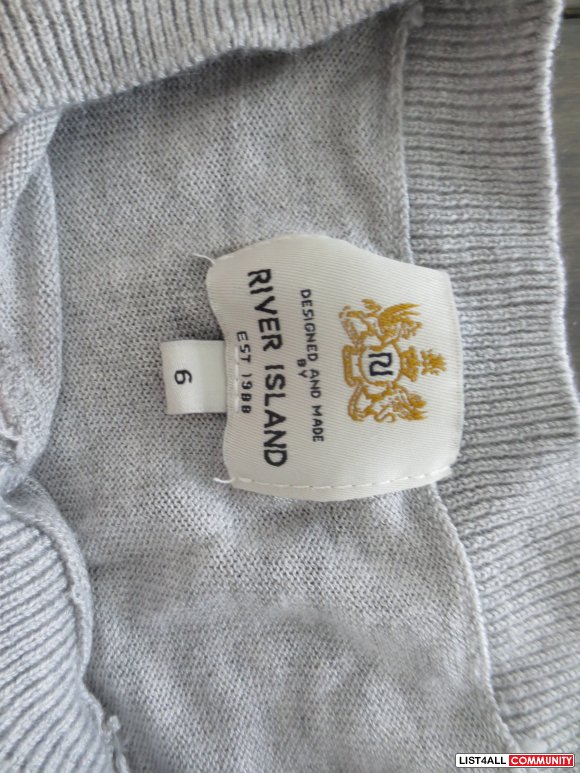 RI
DESIGNED AND MADE
BY
RIVER ISLAND
EST 1988
6
LIST4ALL COMMUNITY